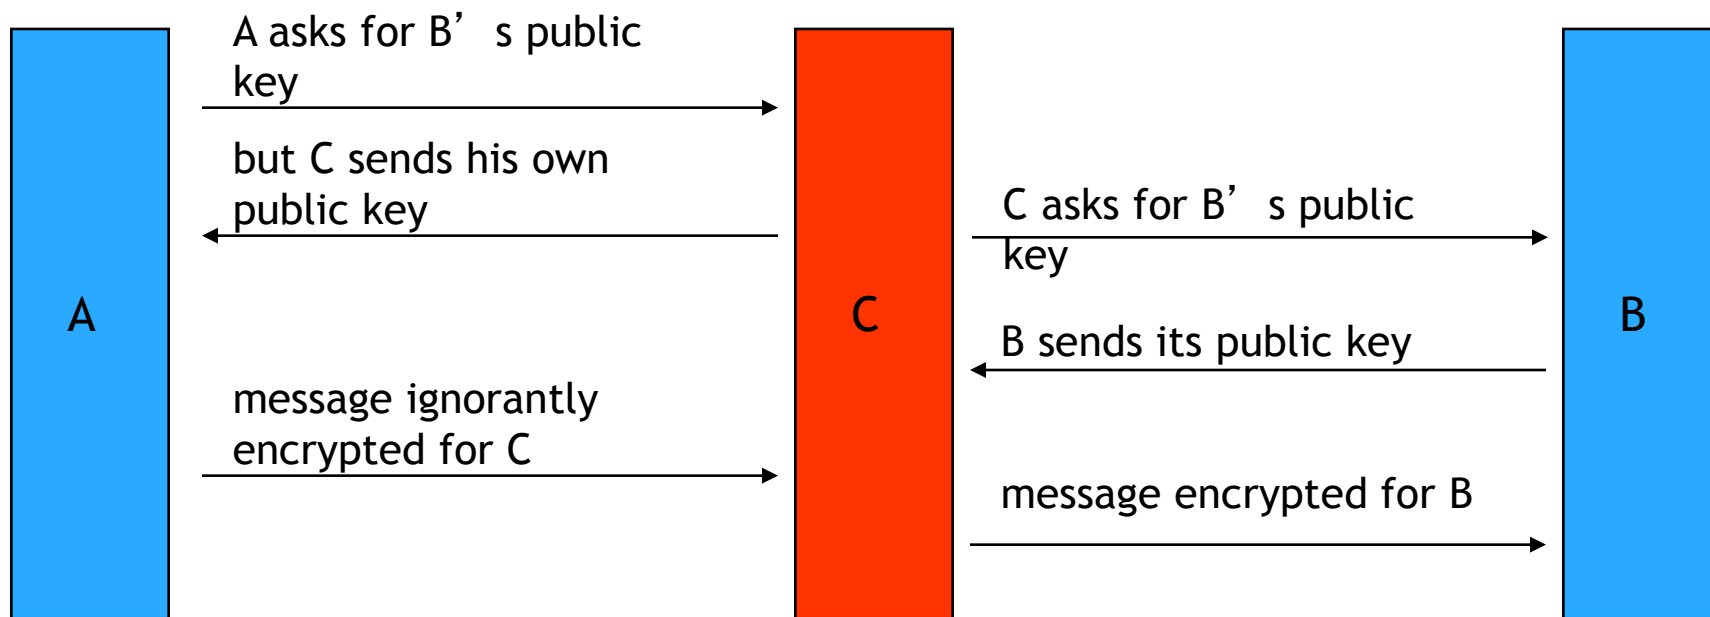 A asks for B’ s public
key
but C sends his own
public key
C asks for B’ s public
key
A
C
B
B sends its public key
message ignorantly
encrypted for C
message encrypted for B